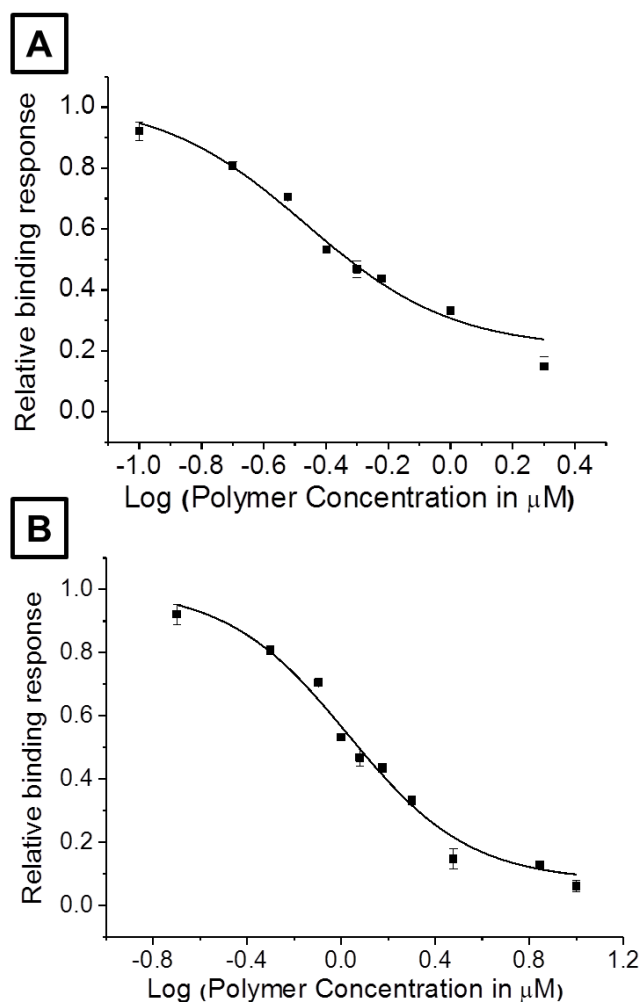 A
1.0
0.8
0.6
0.4
0.2
0.0
Relative binding response
-1.0 -0.8 -0.6 -0.4 -0.2 0.0 0.2 0.4
Log (Polymer Concentration in μM)
B
1.0
0.8
0.6
0.4
0.2
0.0
Relative binding response
-0.8 -0.4 0.0 0.4 0.8 1.2
Log (Polymer Concentration in μM)